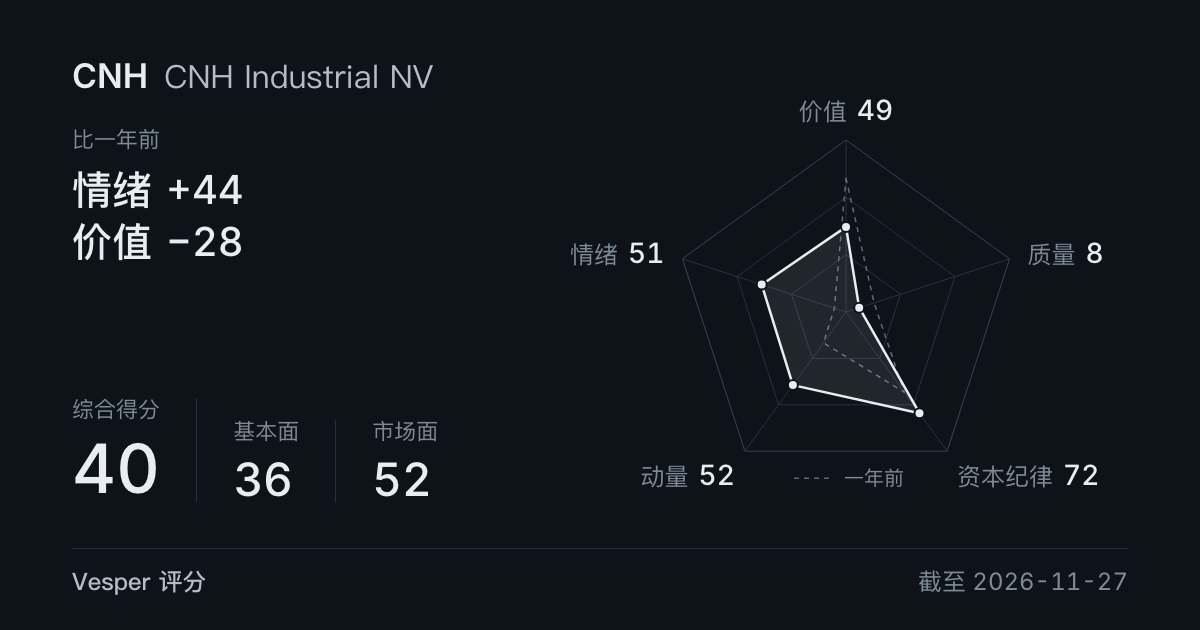 CNH CNH Industrial NV
比一年前
情绪 +44
价值 −28
价值 49
情绪 51
质量 8
动量 52
---- 一年前
资本纪律 72
综合得分
40
基本面
36
市场面
52
Vesper 评分
截至 2026-11-27